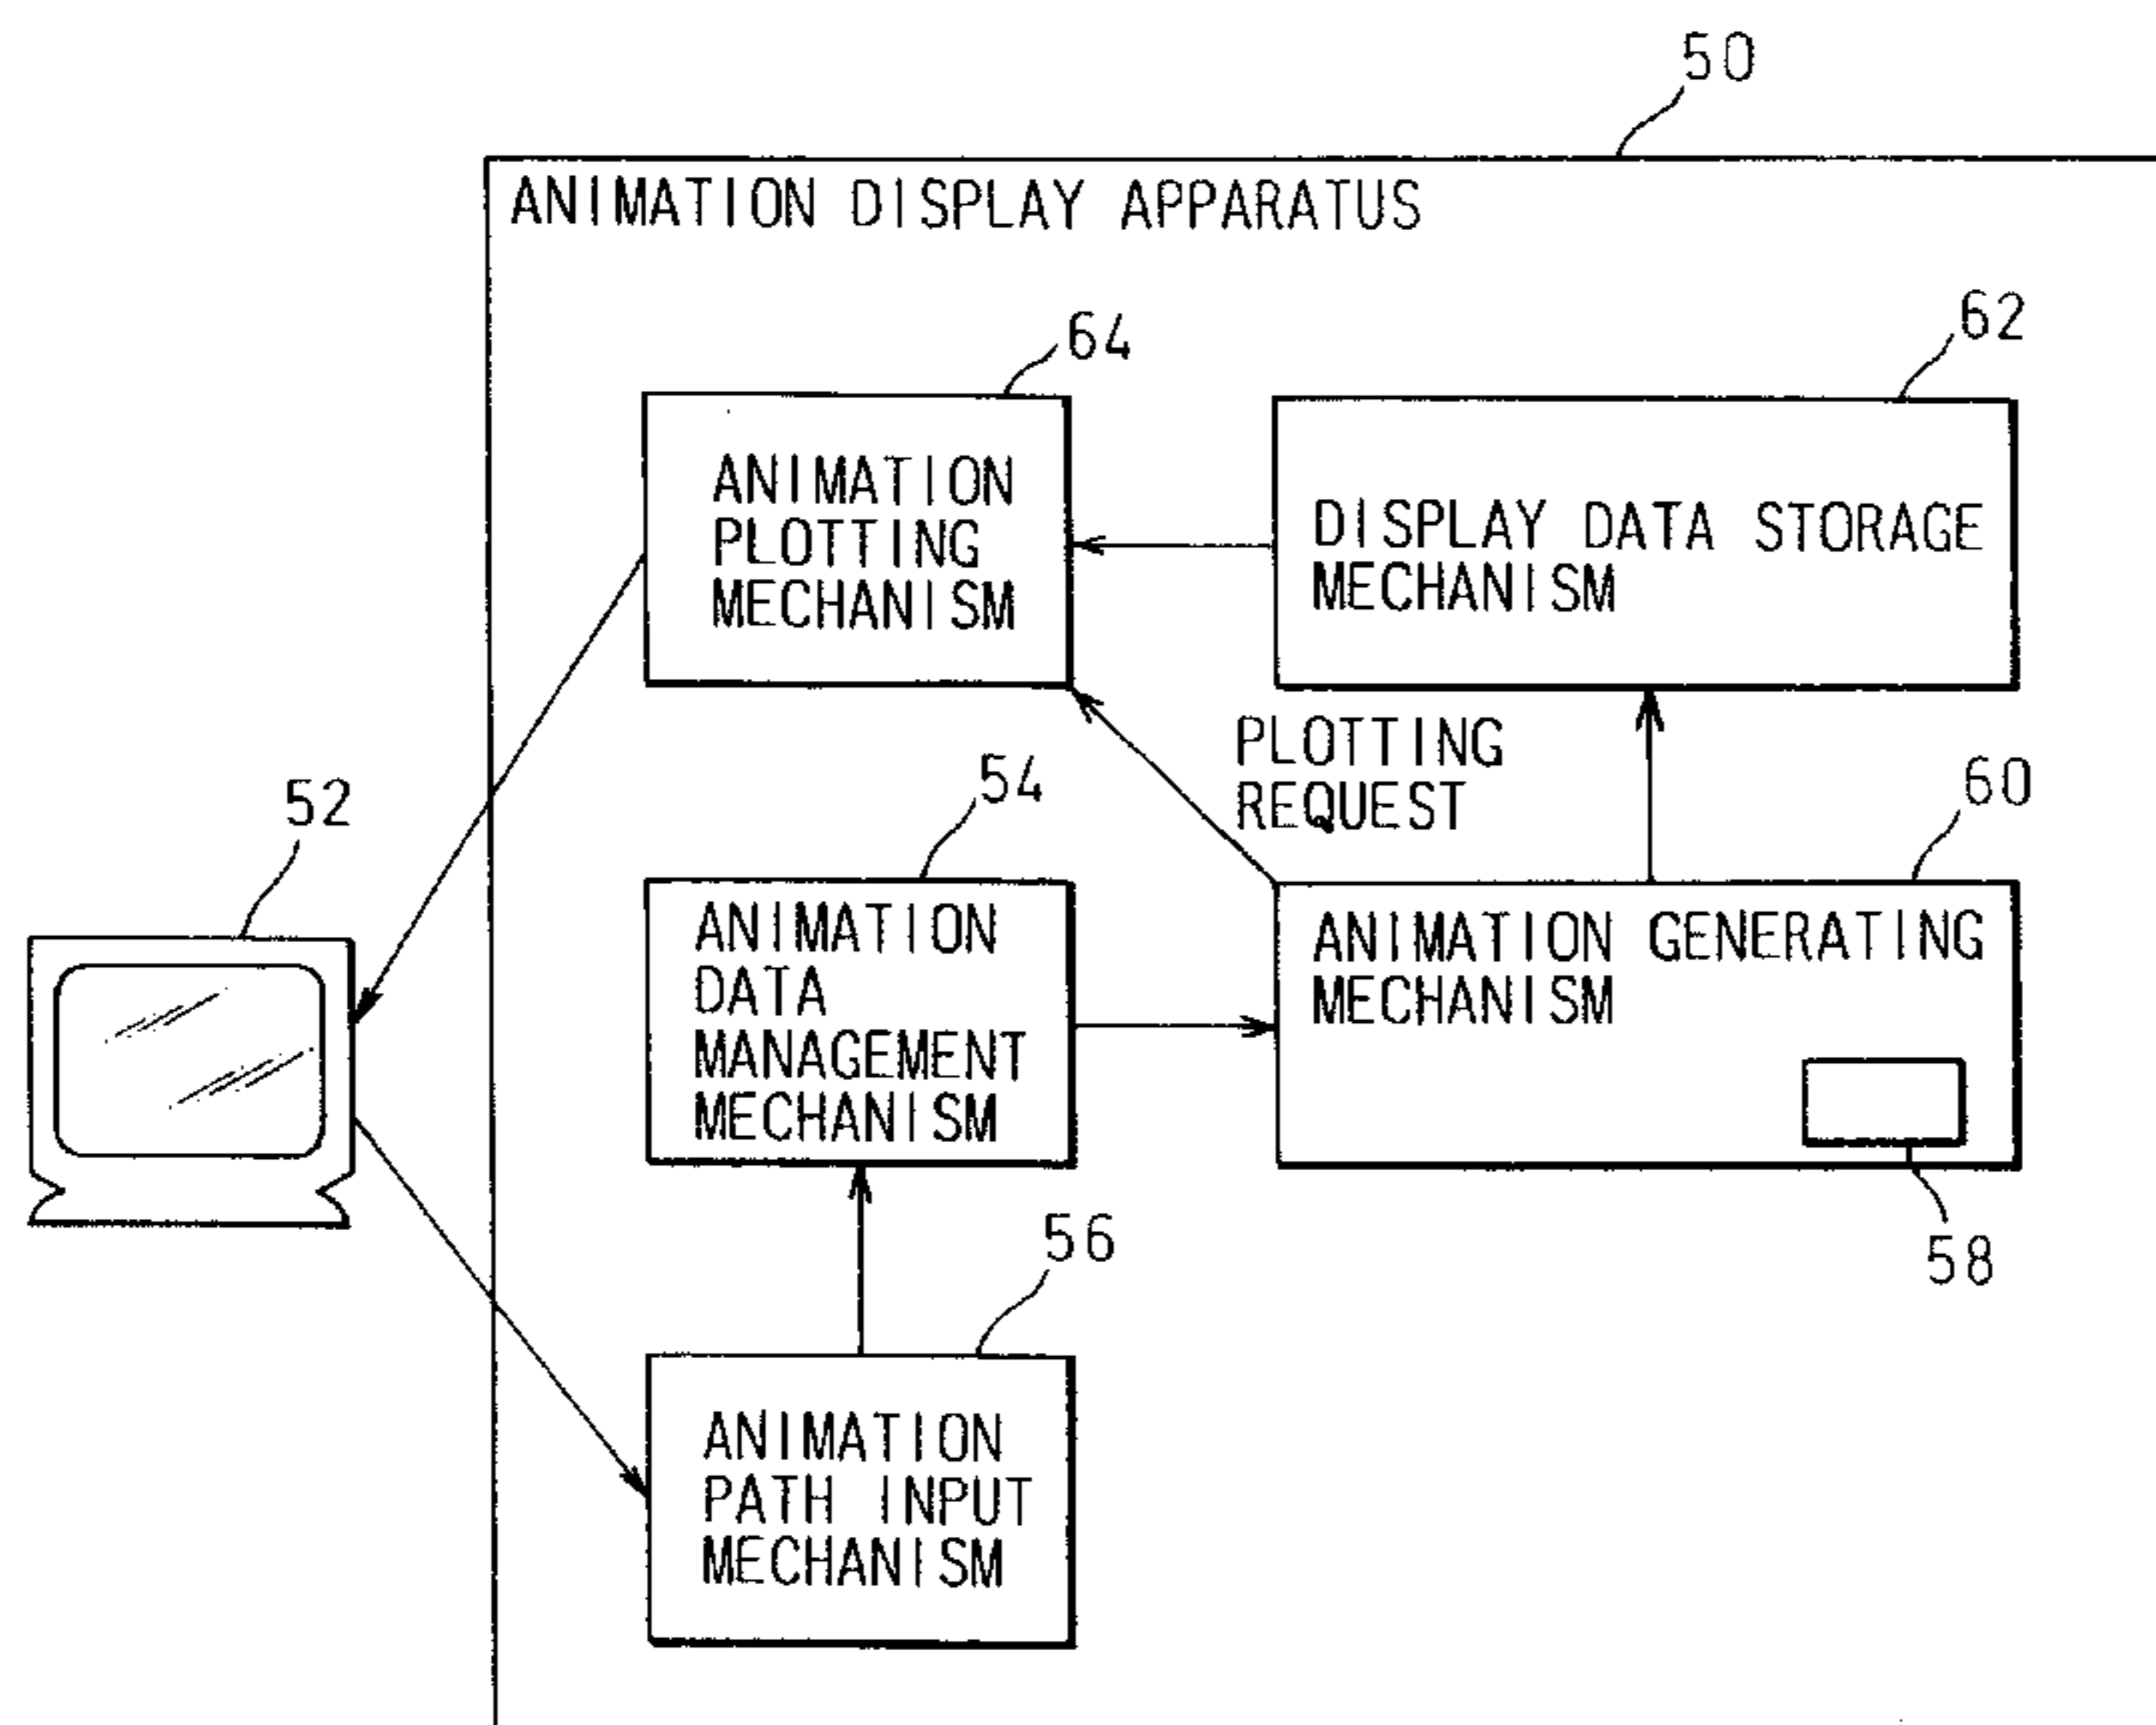 50
ANIMATION DISPLAY APPARATUS
64
62
ANIMATION
PLOTTING
MECHANISM
DISPLAY DATA STORAGE
MECHANISM
PLOTTING
REQUEST
52
54
60
ANIMATION
DATA
MANAGEMENT
MECHANISM
ANIMATION GENERATING
MECHANISM
58
56
ANIMATION
PATH INPUT
MECHANISM